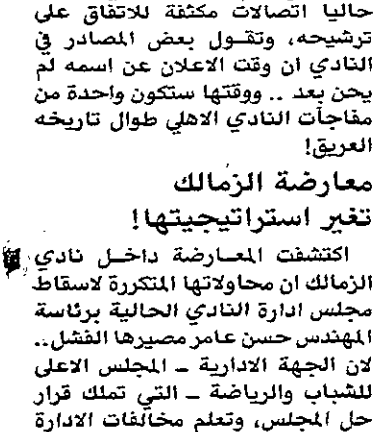 حاليا اتصالات مكثفة للاتفاق على
ترشيحه، وتقول بعض المصادر في
النادي ان وقت الاعلان عن اسمه لم
يحن بعد .. ووقتها ستكون واحدة من
مفاجآت النادي الاهلي طوال تاريخه
العريق!
معارضة الزمالك
تغير استراتيجيتها!
اكتشفت المعارضة داخل نادي
الزمالك ان محاولاتها المتكررة لاسقاط
مجلس ادارة النادي الحالية برئاسة
المهندس حسن عامر مصيرها الفشل..
لان الجهة الادارية ــ المجلس الاعلى
للشباب والرياضة ــ التي تملك قرار
حل المجلس، وتعلم مخالفات الادارة